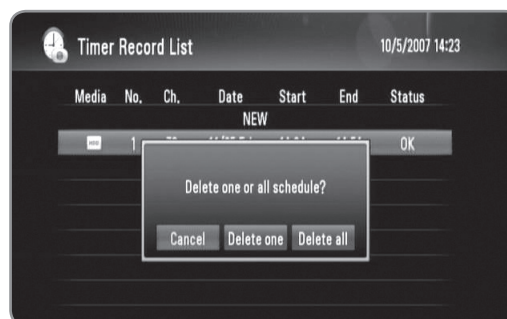 Timer Record List 10/5/2007 14:23
Media No. Ch. Date Start End Status
NEW
HDD 1 OK
Delete one or all schedule?
Cancel Delete one Delete all